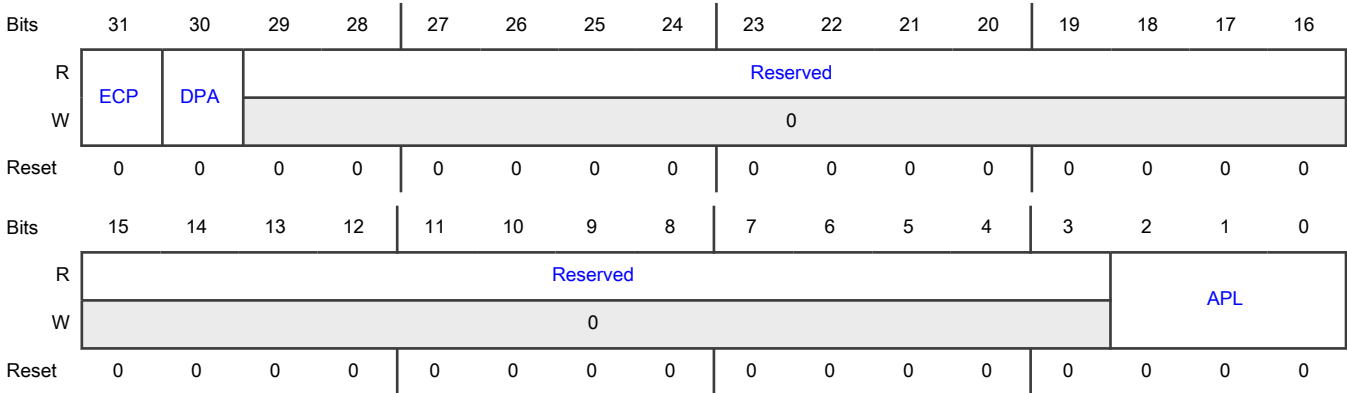 Bits 31 30 29 28 27 26 25 24 23 22 21 20 19 18 17 16
R Reserved
ECP DPA
W 0
Reset 0 0 0 0 0 0 0 0 0 0 0 0 0 0 0 0
Bits 15 14 13 12 11 10 9 8 7 6 5 4 3 2 1 0
R Reserved
APL
W 0
Reset 0 0 0 0 0 0 0 0 0 0 0 0 0 0 0 0